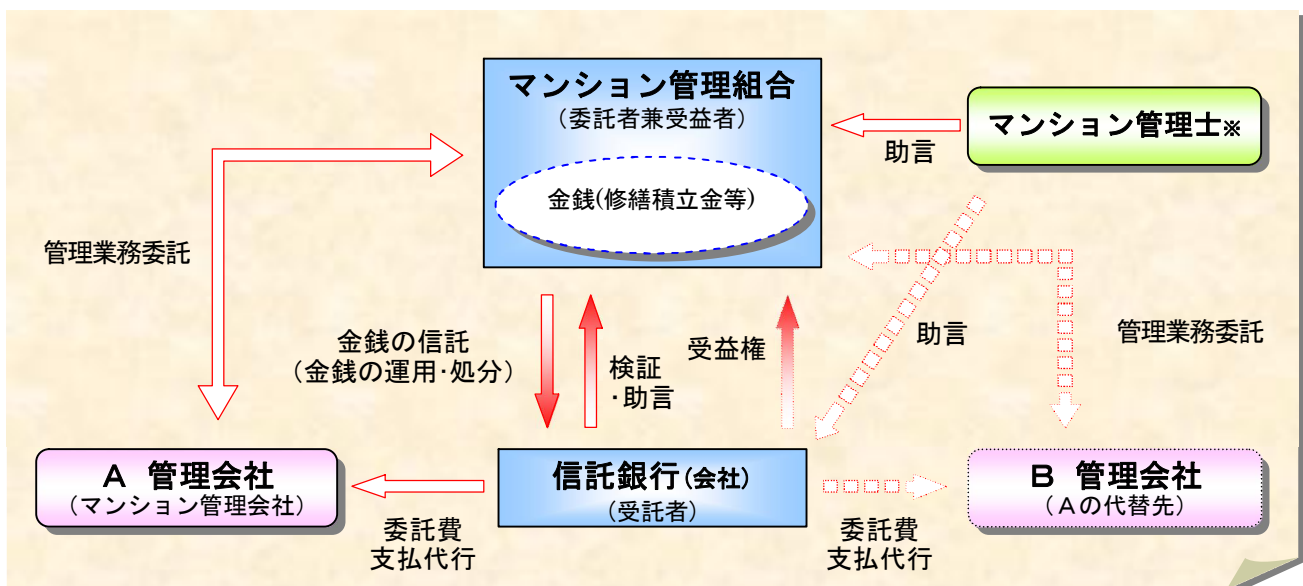 マンション管理組合
(委託者兼受益者)
金銭(修繕積立金等)
マンション管理士※
助言
管理業務委託
金銭の信託
(金銭の運用・処分)
検証
・助言
受益権
助言
管理業務委託
A 管理会社
(マンション管理会社)
信託銀行(会社)
(受託者)
B 管理会社
(Aの代替先)
委託費
支払代行
委託費
支払代行